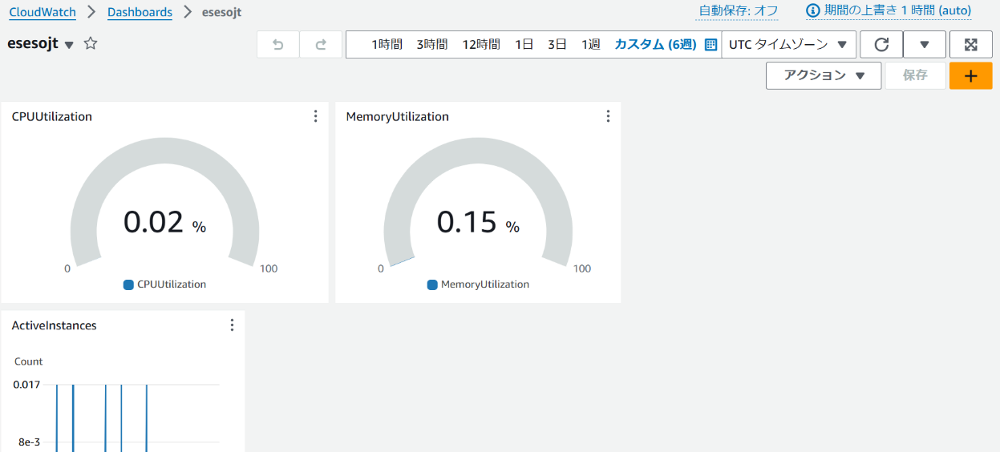 CloudWatch > Dashboards > esesojt
自動保存: オフ
期間の上書き 1 時間 (auto)
esesojt
1時間 3時間 12時間 1日 3日 1週 カスタム (6週)
UTC タイムゾーン
アクション
保存
CPUUtilization
0.02 %
0
100
CPUUtilization
MemoryUtilization
0.15 %
0
100
MemoryUtilization
ActiveInstances
Count
0.017
8e-3